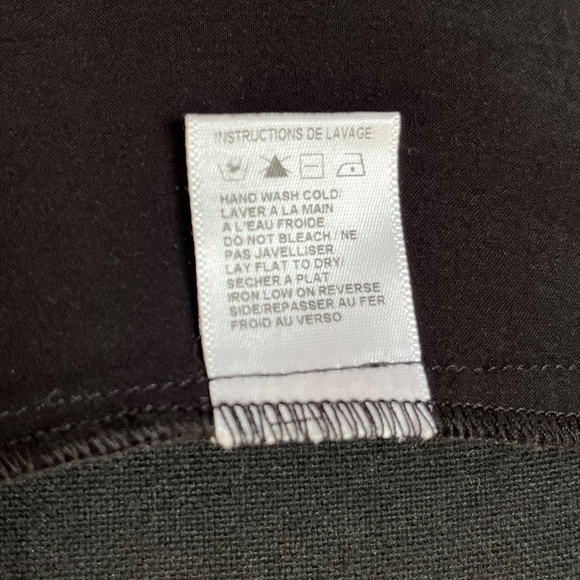 INSTRUCTIONS DE LAVAGE
HAND WASH COLD/
LAVER A LA MAIN
A L'EAU FROIDE
DO NOT BLEACH / NE
PAS JAVELLISER
LAY FLAT TO DRY/
SECHER A PLAT
IRON LOW ON REVERSE
SIDE/REPASSER AU FER
FROID AU VERSO